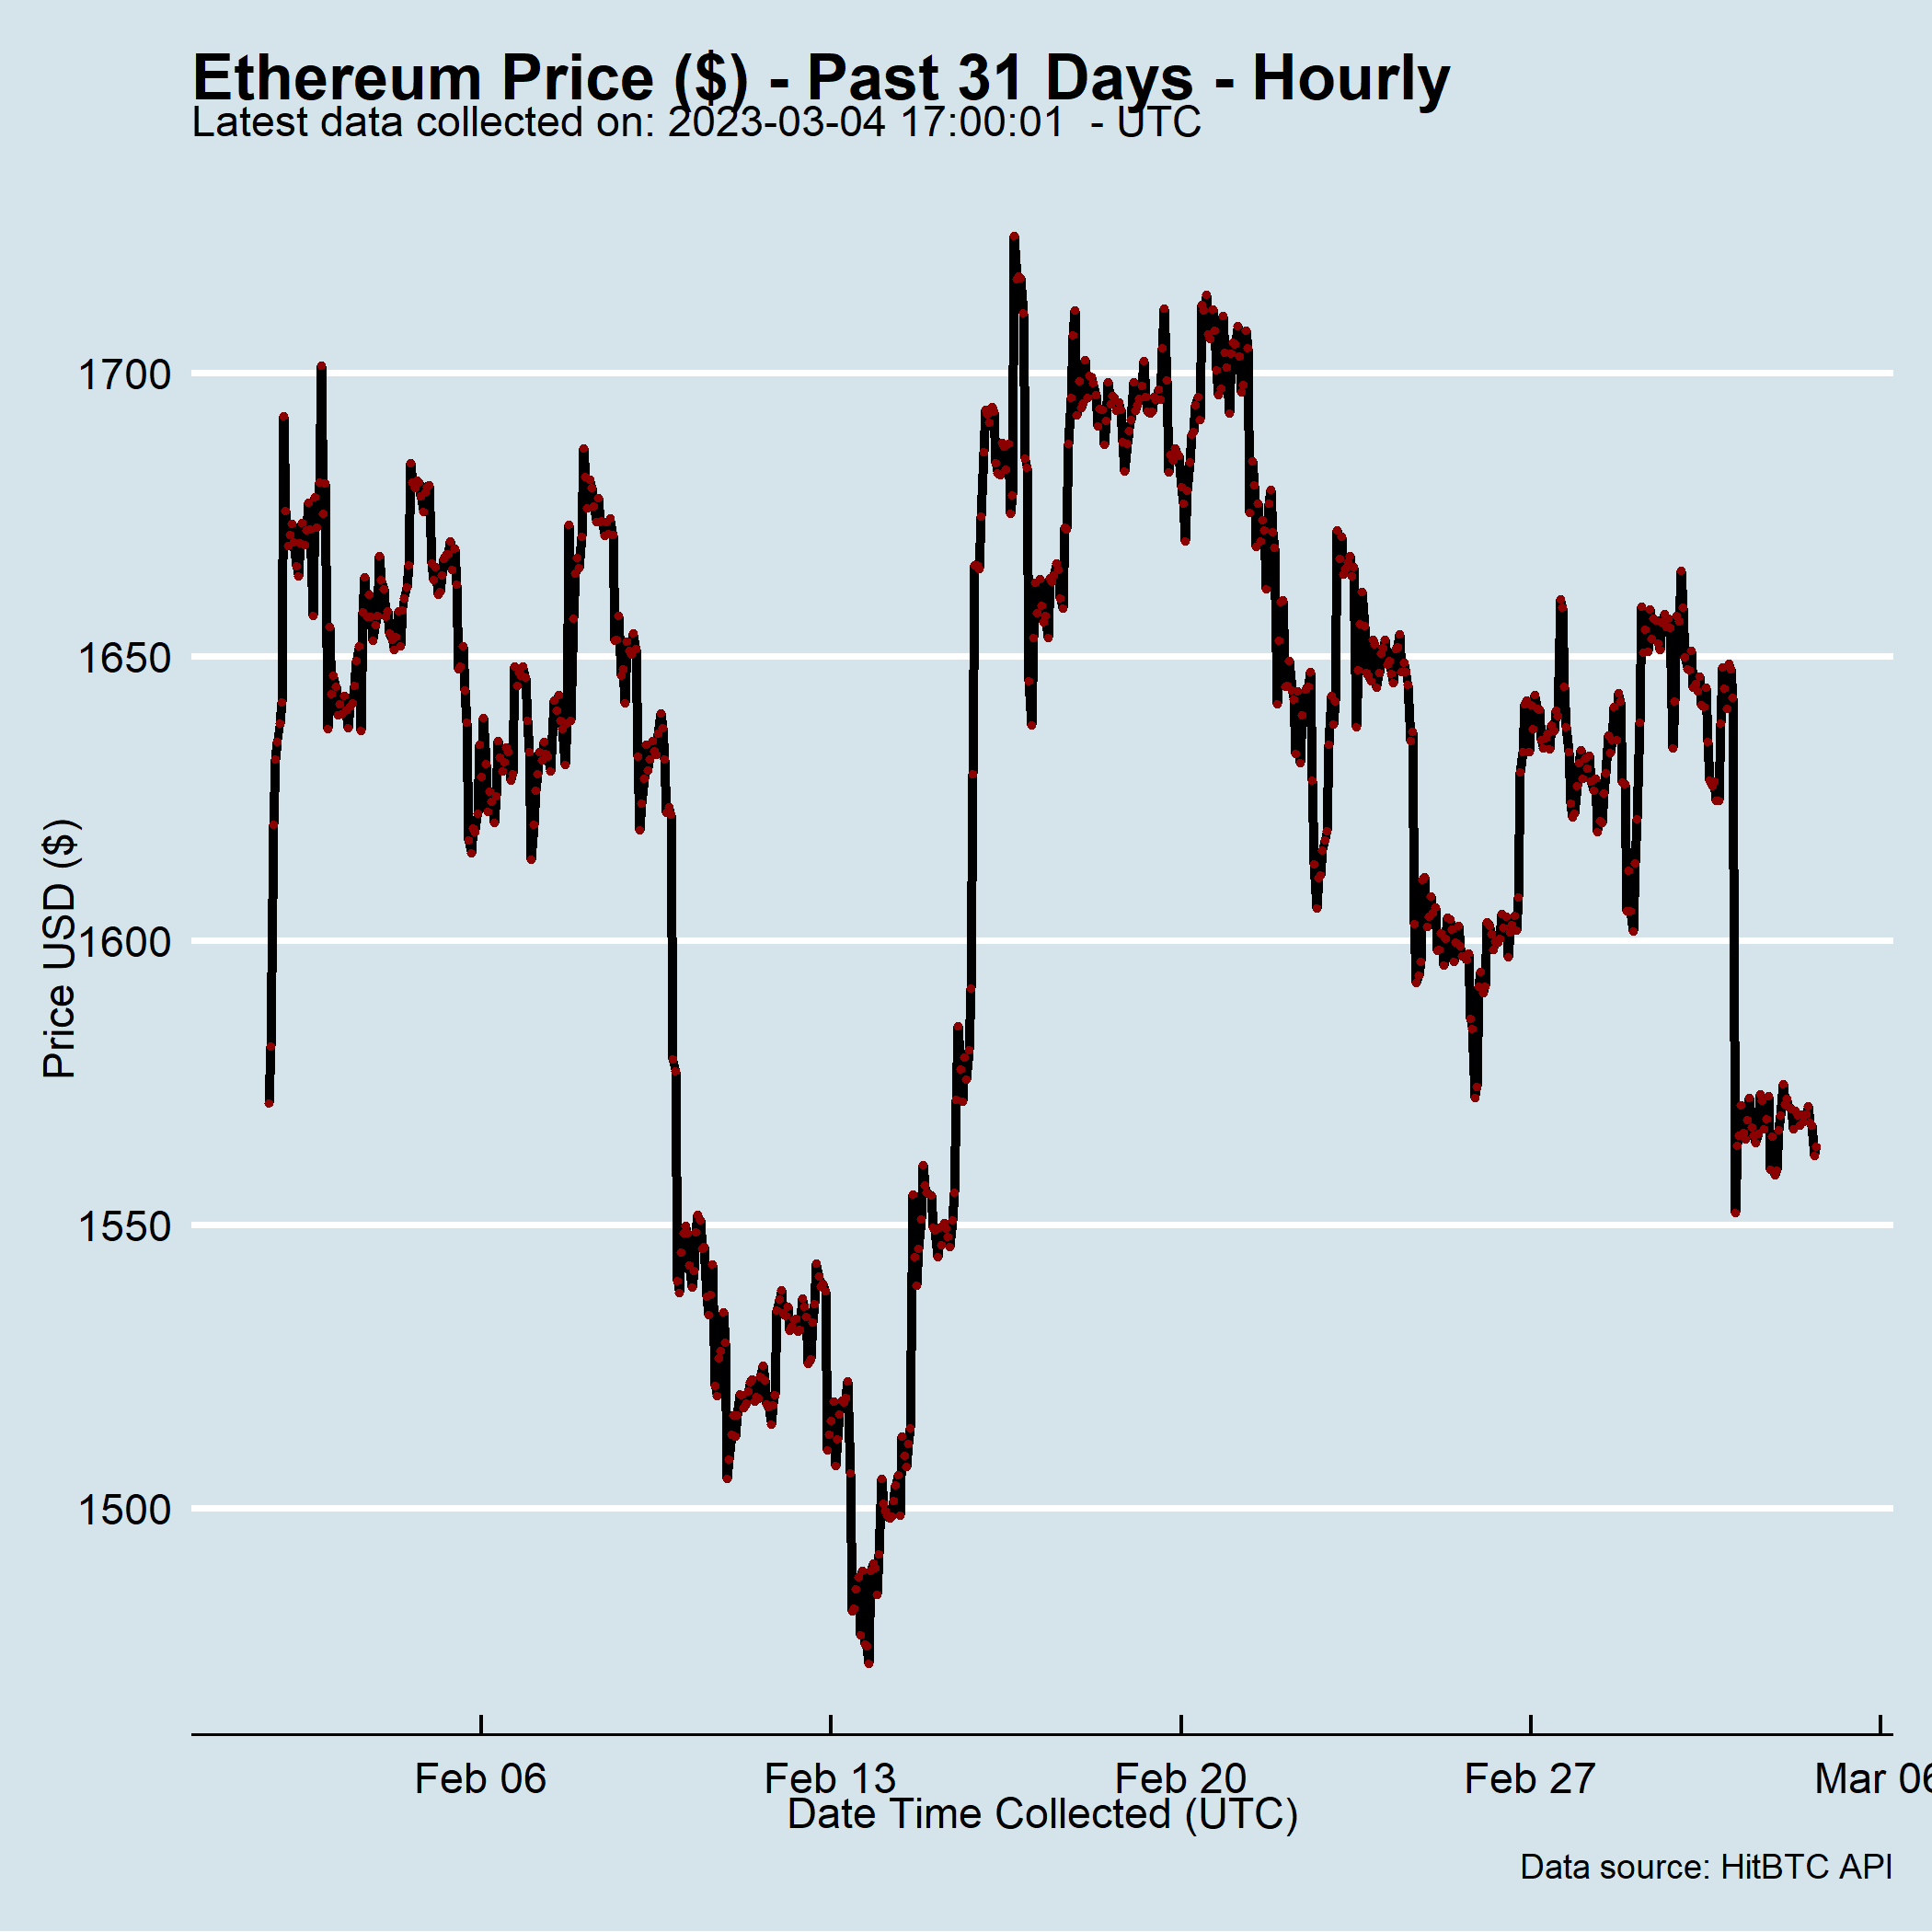 Ethereum Price ($) - Past 31 Days - Hourly
Latest data collected on: 2023-03-04 17:00:01  - UTC
Price USD ($)
1700
1650
1600
1550
1500
Feb 06
Feb 13
Feb 20
Feb 27
Mar 06
Date Time Collected (UTC)
Data source: HitBTC API